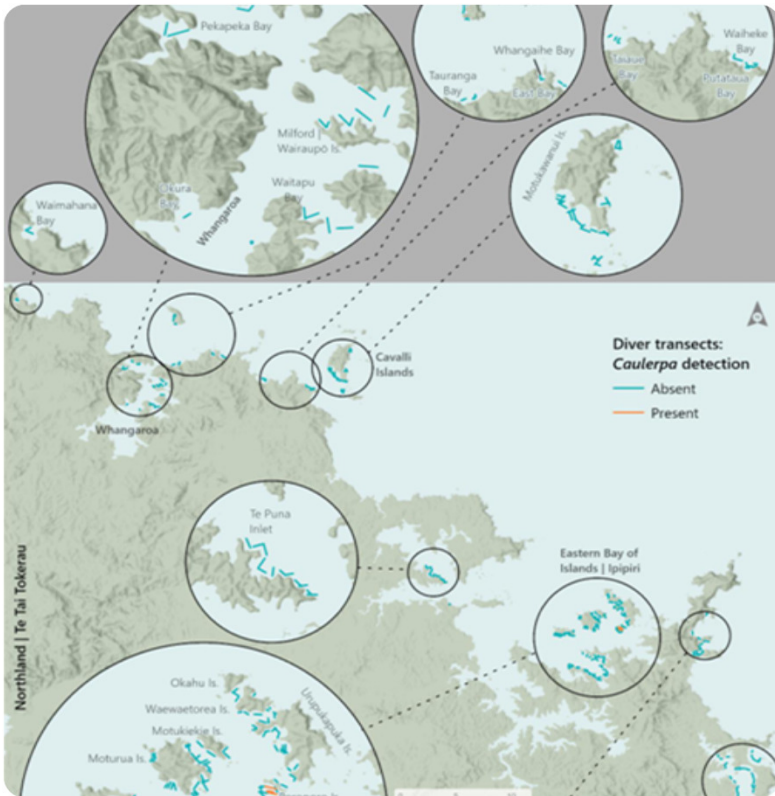 Pekapeka Bay
Milford |
Wairaupō Is.
Waitapu
Bay
Okura
Bay
Whangaroa
Waimahana
Bay
Whangaihe Bay
Tauranga
Bay
East Bay
Waiheke
Bay
Taiaue
Bay
Putataua
Bay
Motukawanui Is.
Cavalli
Islands
Diver transects:
Caulerpa detection
Absent
Present
Whangaroa
Te Puna
Inlet
Eastern Bay of
Islands | Ipipiri
Northland | Te Tai Tokerau
Okahu Is.
Waewaetorea Is.
Urupukapuka Is.
Motukiekie Is.
Moturua Is.